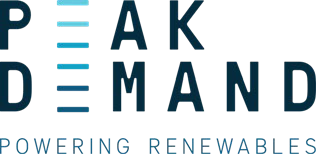 PEAK
DEMAND
POWERING RENEWABLES